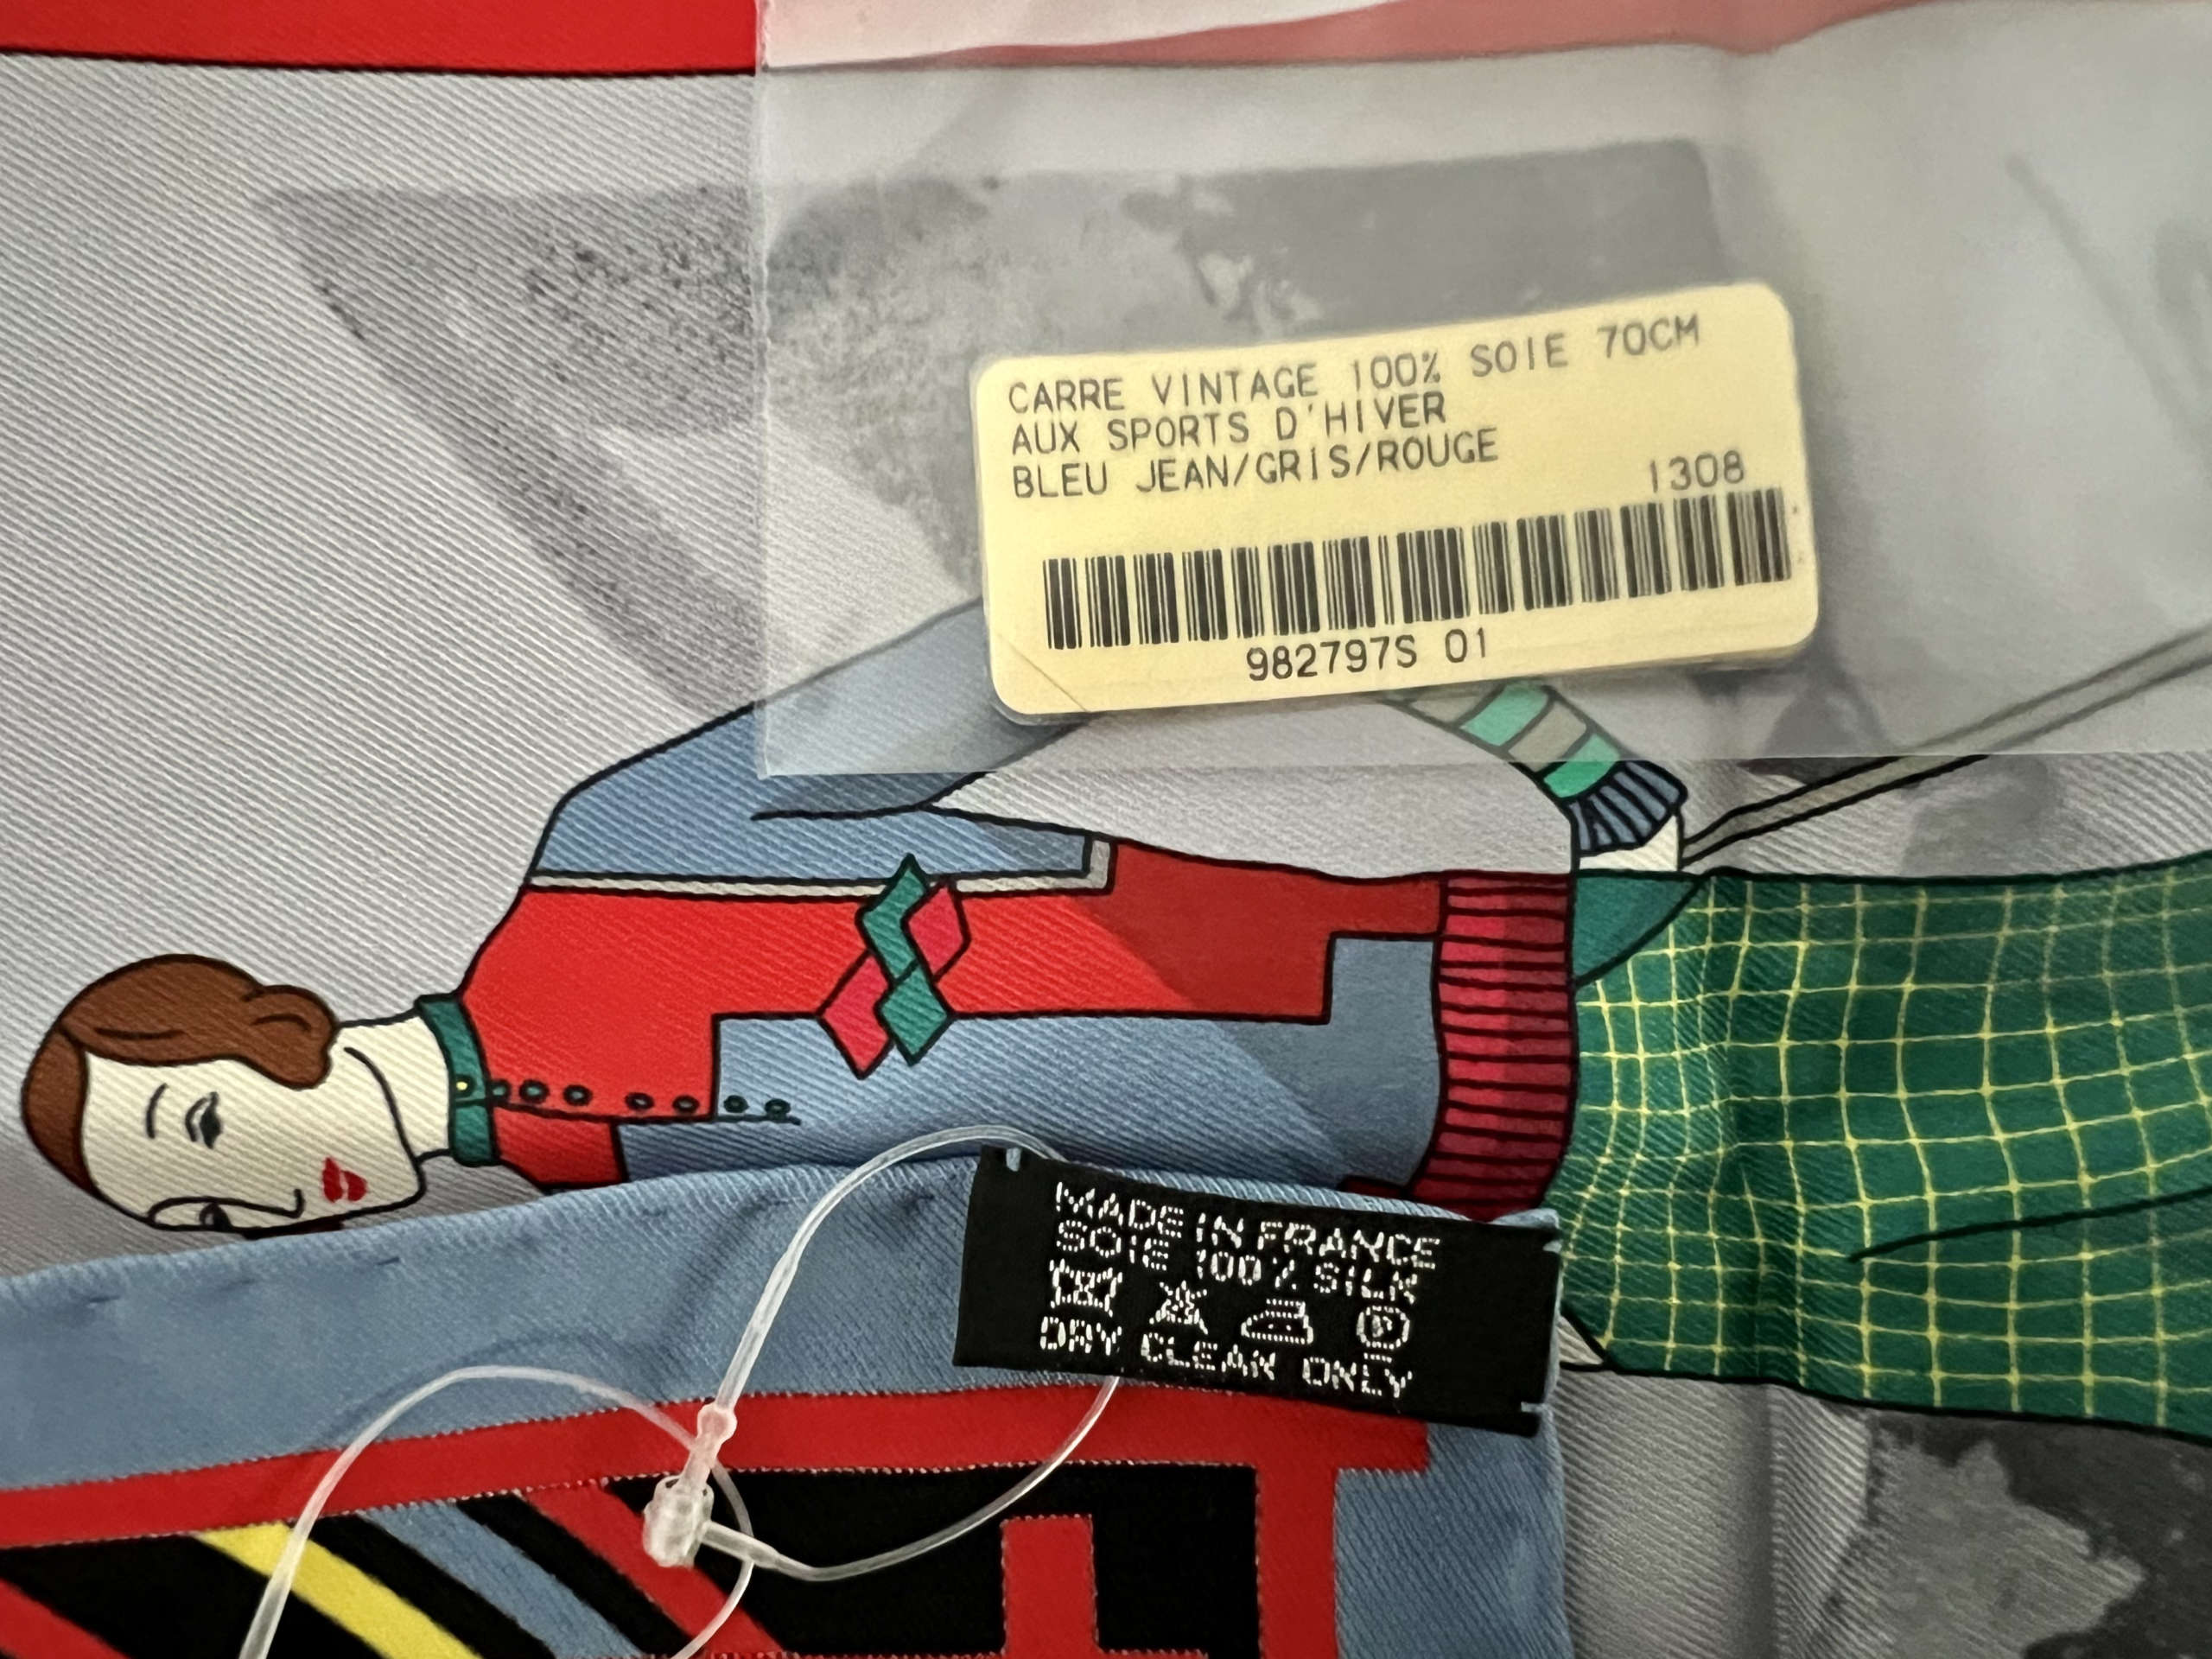 CARRE VINTAGE 100% SOIE 70CM
AUX SPORTS D'HIVER
BLEU JEAN/GRIS/ROUGE
1308
982797S 01
MADE IN FRANCE
SOIE 100% SILK
P
DRY CLEAN ONLY